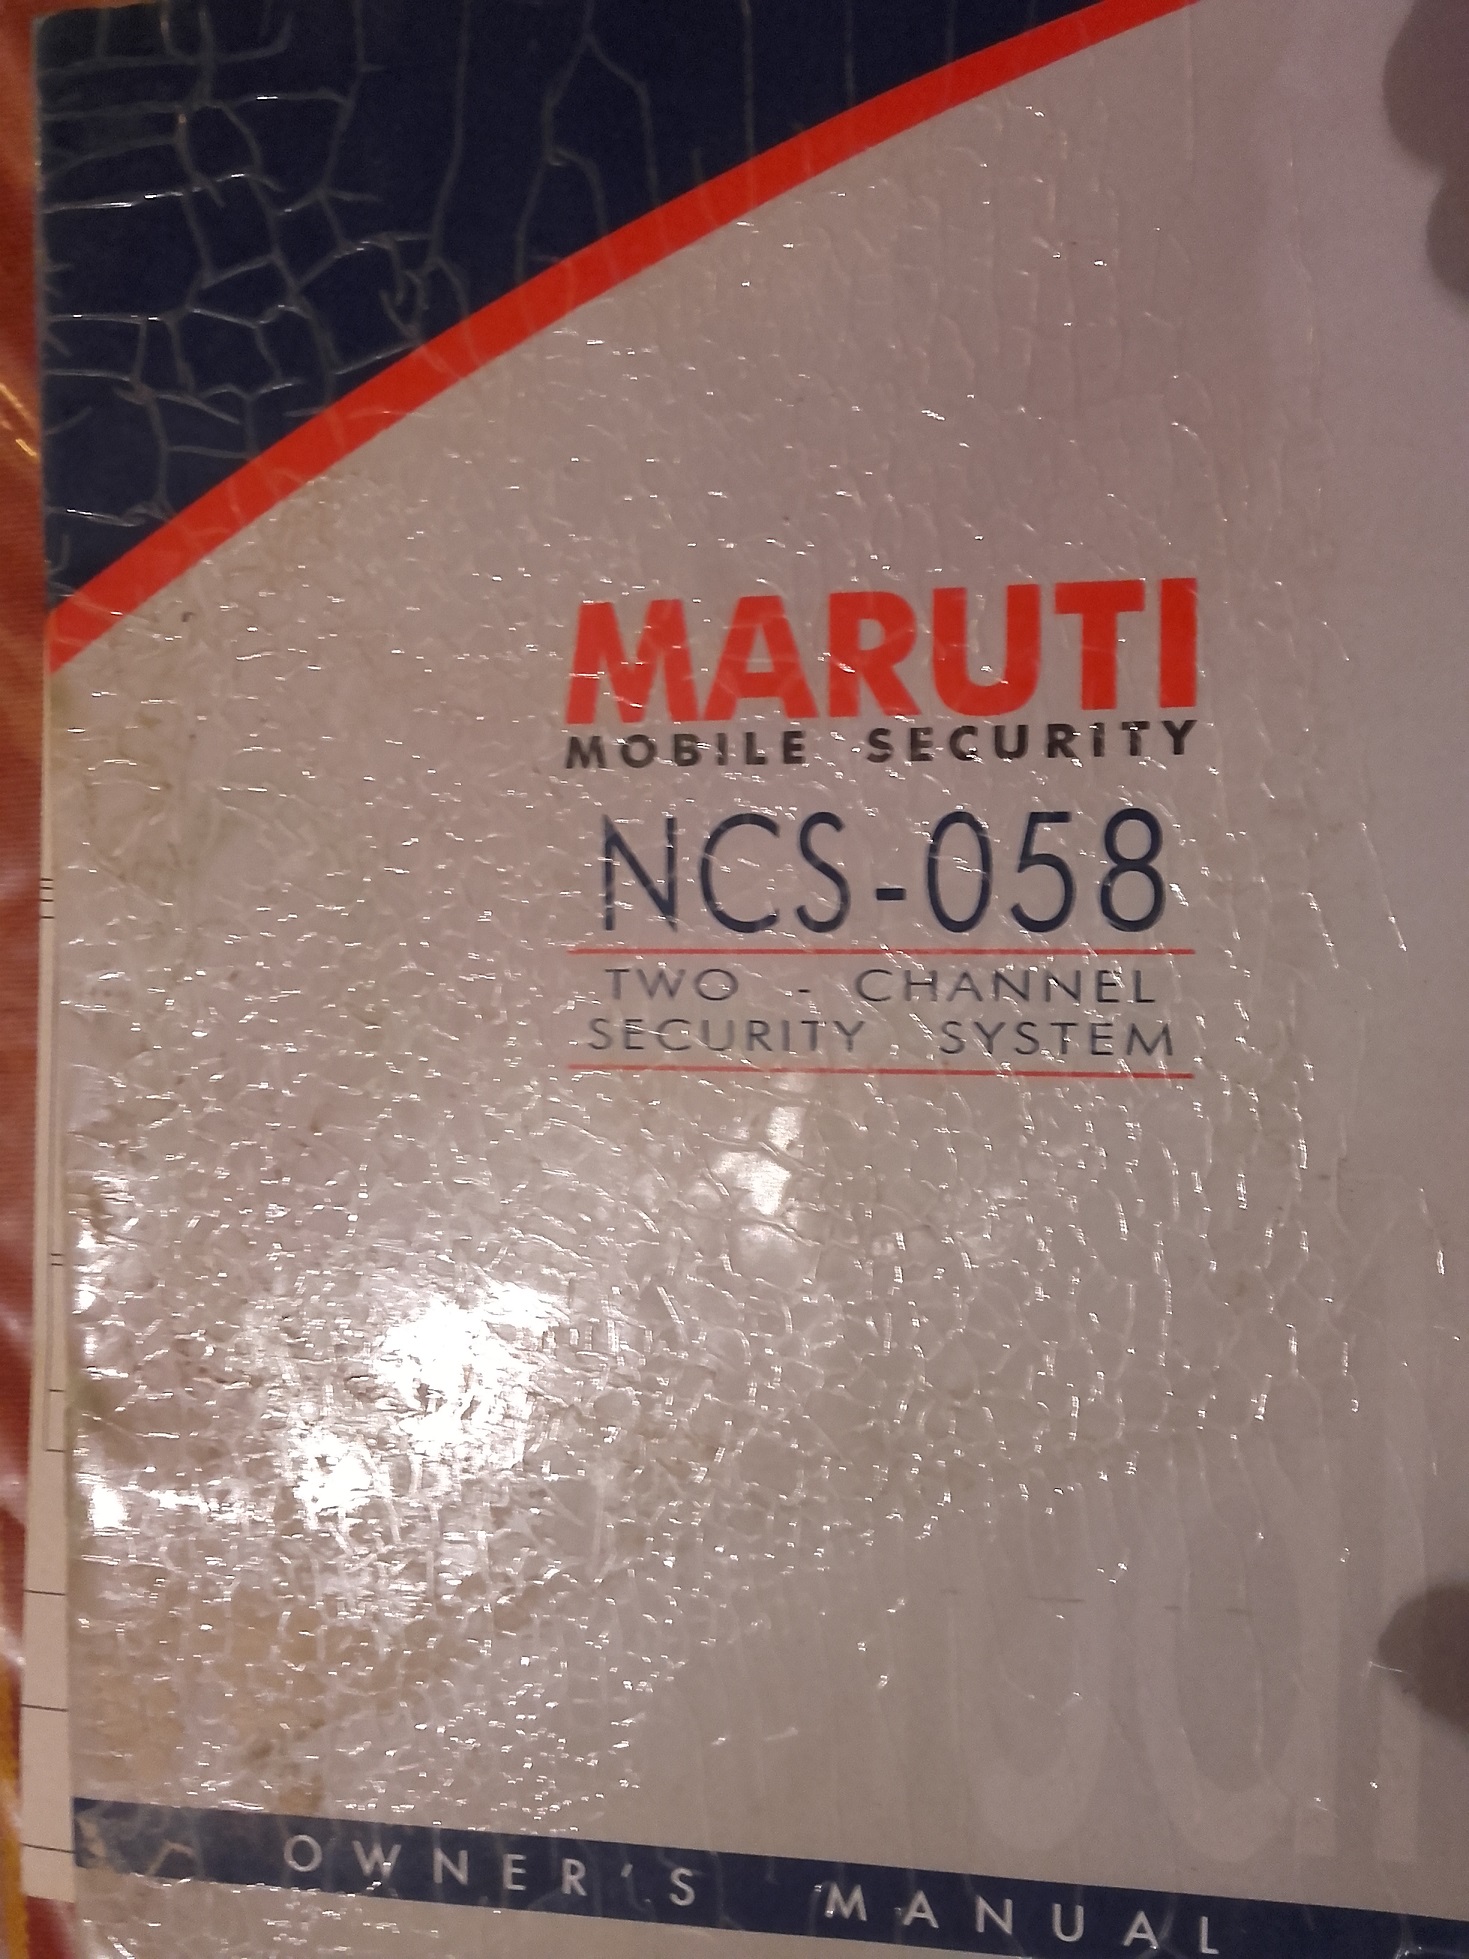 MARUTI
MOBILE SECURITY
NCS-058
TWO - CHANNEL
SECURITY SYSTEM
OWNER'S MANUAL